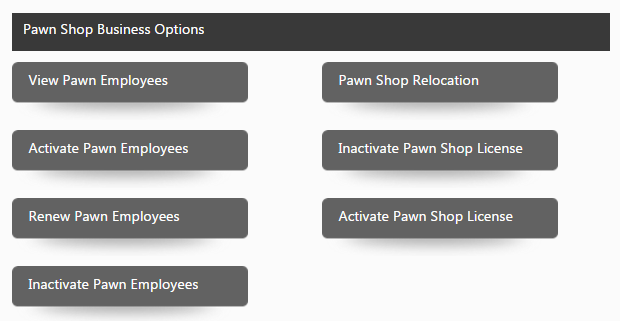 Pawn Shop Business Options
View Pawn Employees
Pawn Shop Relocation
Activate Pawn Employees
Inactivate Pawn Shop License
Renew Pawn Employees
Activate Pawn Shop License
Inactivate Pawn Employees